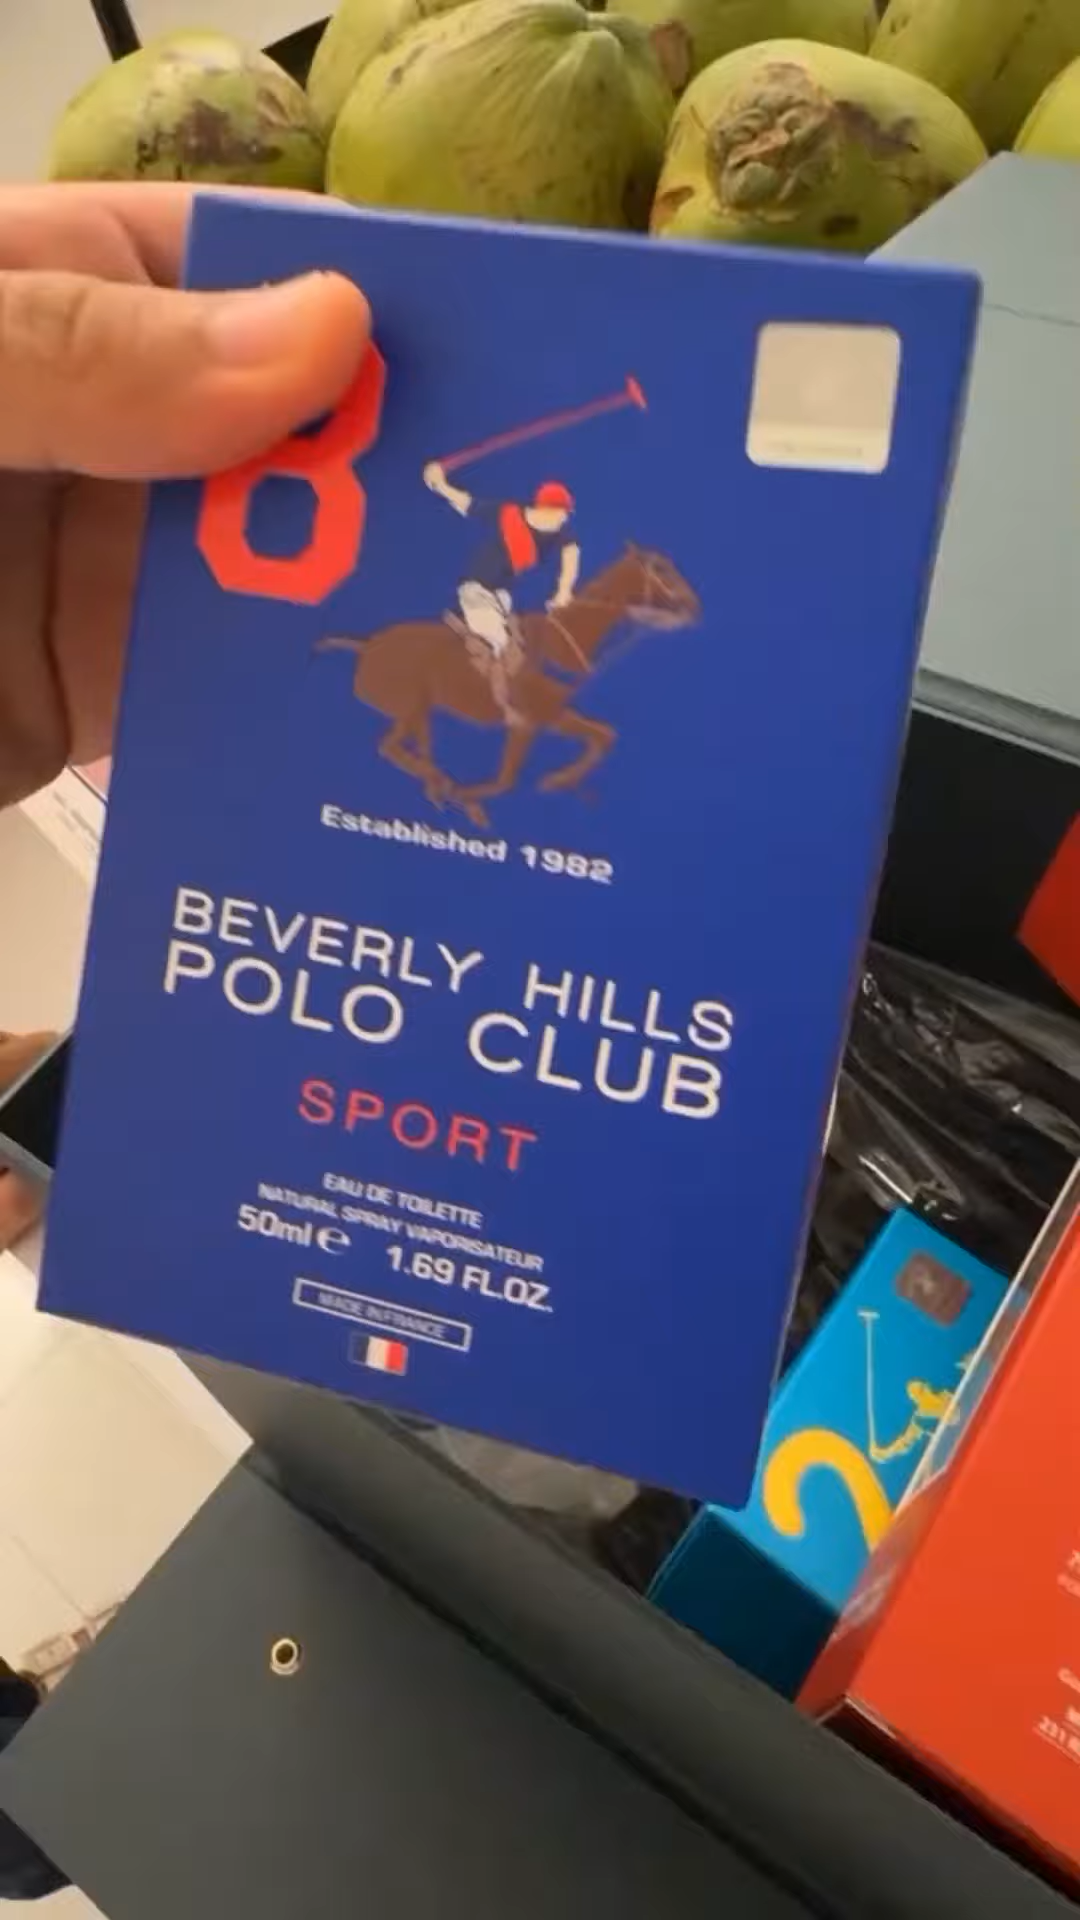 8
Established 1982
BEVERLY HILLS
POLO CLUB
SPORT
EAU DE TOILETTE
NATURAL SPRAY VAPORISATEUR
50ml ℮ 1.69 FL.OZ.
MADE IN FRANCE
2